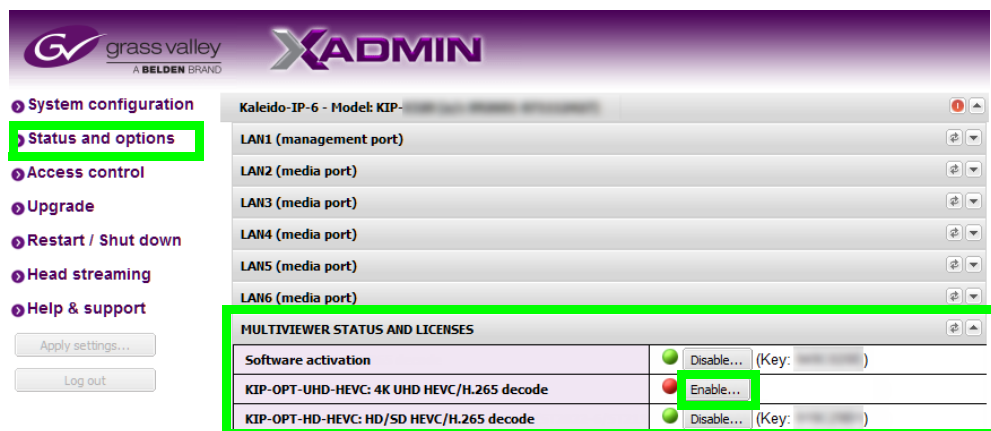 GV grass valley
A BELDEN BRAND
XADMIN
System configuration
Status and options
Access control
Upgrade
Restart / Shut down
Head streaming
Help & support
Apply settings...
Log out
Kaleido-IP-6 - Model: KIP-
LAN1 (management port)
LAN2 (media port)
LAN3 (media port)
LAN4 (media port)
LAN5 (media port)
LAN6 (media port)
MULTIVIEWER STATUS AND LICENSES
Software activation Disable... (Key: )
KIP-OPT-UHD-HEVC: 4K UHD HEVC/H.265 decode Enable...
KIP-OPT-HD-HEVC: HD/SD HEVC/H.265 decode Disable... (Key: )